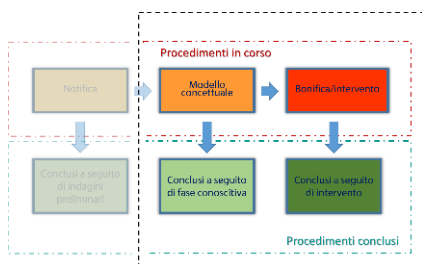 Procedimenti in corso
Notifica
Modello
concettuale
Bonifica/intervento
Conclusi a seguito
di indagini
preliminari
Conclusi a seguito
di fase conoscitiva
Conclusi a seguito
di intervento
Procedimenti conclusi